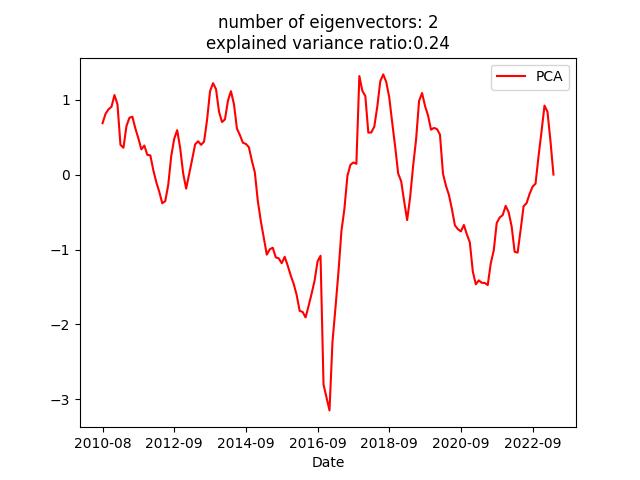 number of eigenvectors: 2
explained variance ratio:0.24
PCA
1
0
−1
−2
−3
2010-08 2012-09 2014-09 2016-09 2018-09 2020-09 2022-09
Date